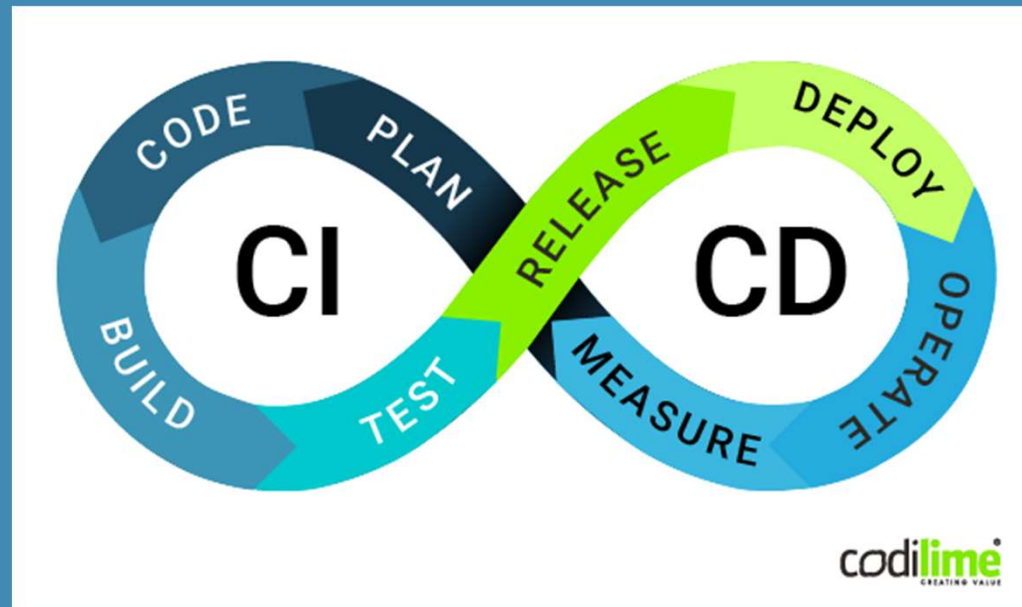 CODE
PLAN
BUILD
TEST
CI
RELEASE
DEPLOY
OPERATE
MEASURE
CD
codilime®
CREATING VALUE